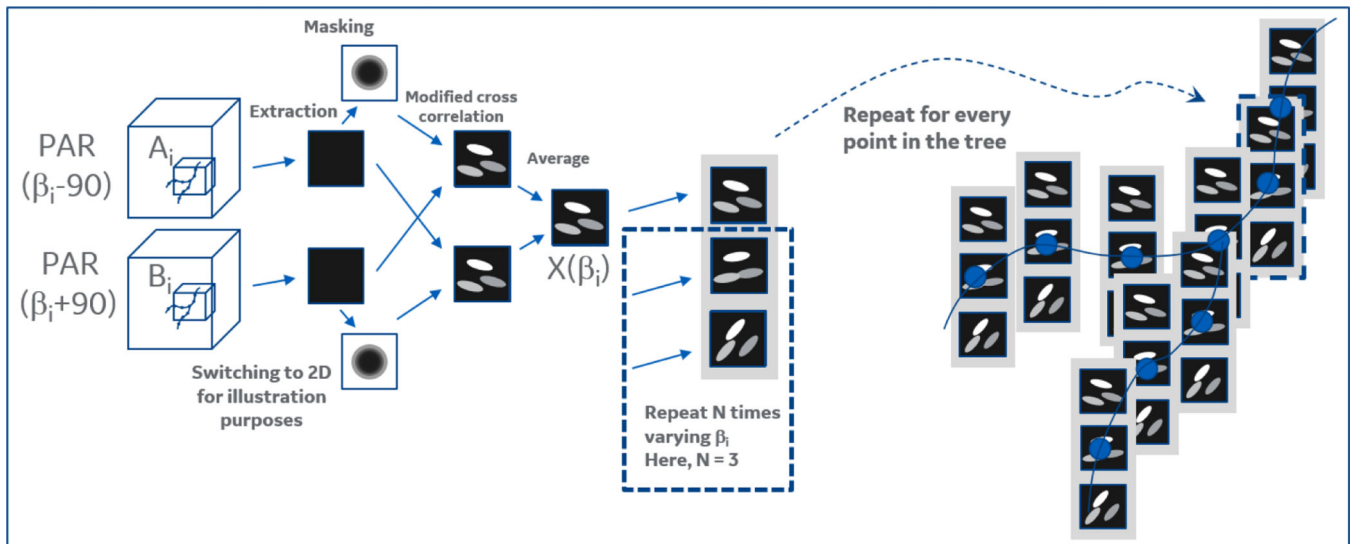 Masking
Extraction
Modified cross
correlation
Average
PAR
(βᵢ-90)
Aᵢ
PAR
(βᵢ+90)
Bᵢ
X(βᵢ)
Switching to 2D
for illustration
purposes
Repeat N times
varying βᵢ
Here, N = 3
Repeat for every
point in the tree